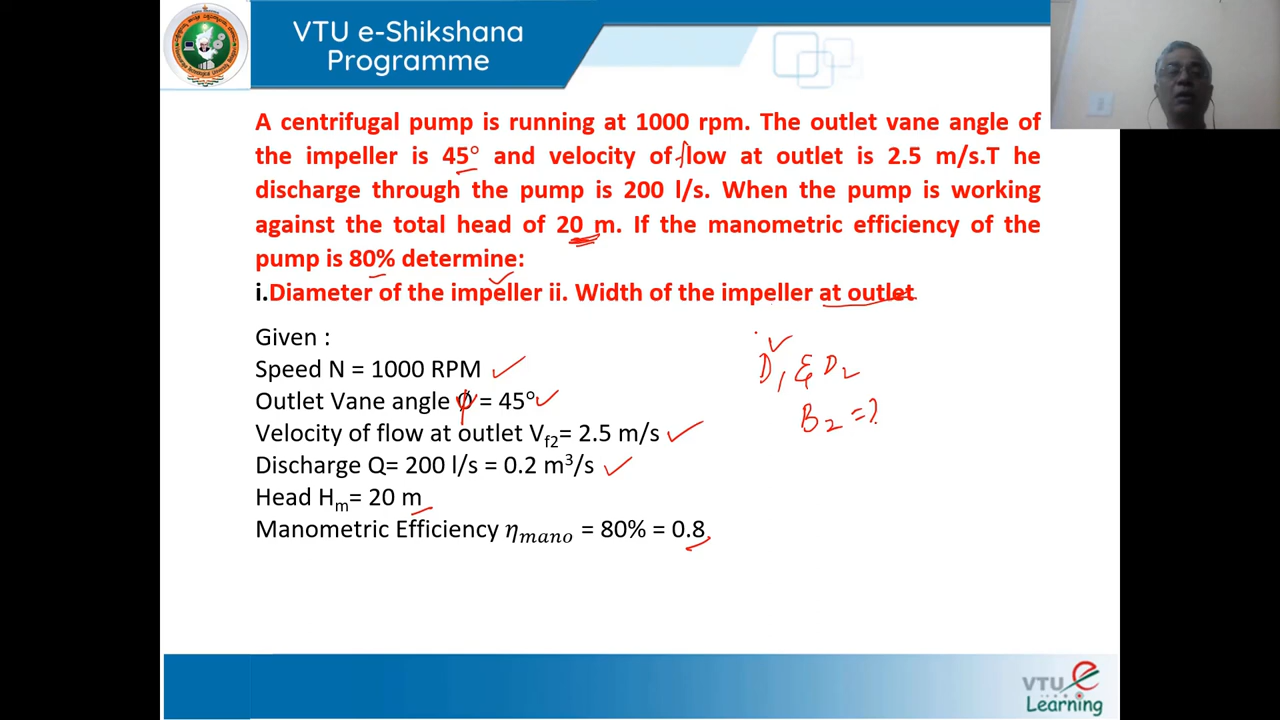 VTU e-Shikshana
Programme
A centrifugal pump is running at 1000 rpm. The outlet vane angle of
the impeller is 45° and velocity of flow at outlet is 2.5 m/s.T he
discharge through the pump is 200 l/s. When the pump is working
against the total head of 20 m. If the manometric efficiency of the
pump is 80% determine:
i.Diameter of the impeller ii. Width of the impeller at outlet
Given :
Speed N = 1000 RPM
Outlet Vane angle ϕ = 45°
Velocity of flow at outlet Vf2= 2.5 m/s
Discharge Q= 200 l/s = 0.2 m³/s
Head Hm= 20 m
Manometric Efficiency ηmano = 80% = 0.8
D1 & D2
B2 = ?
VTU e
Learning